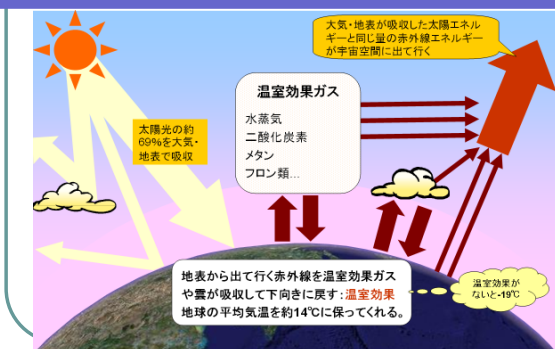 大気・地表が吸収した太陽エネル
ギーと同じ量の赤外線エネルギー
が宇宙空間に出て行く
温室効果ガス
水蒸気
二酸化炭素
メタン
フロン類...
太陽光の約
69%を大気・
地表で吸収
地表から出て行く赤外線を温室効果ガス
や雲が吸収して下向きに戻す:温室効果
地球の平均気温を約14℃に保ってくれる。
温室効果が
ないと-19℃